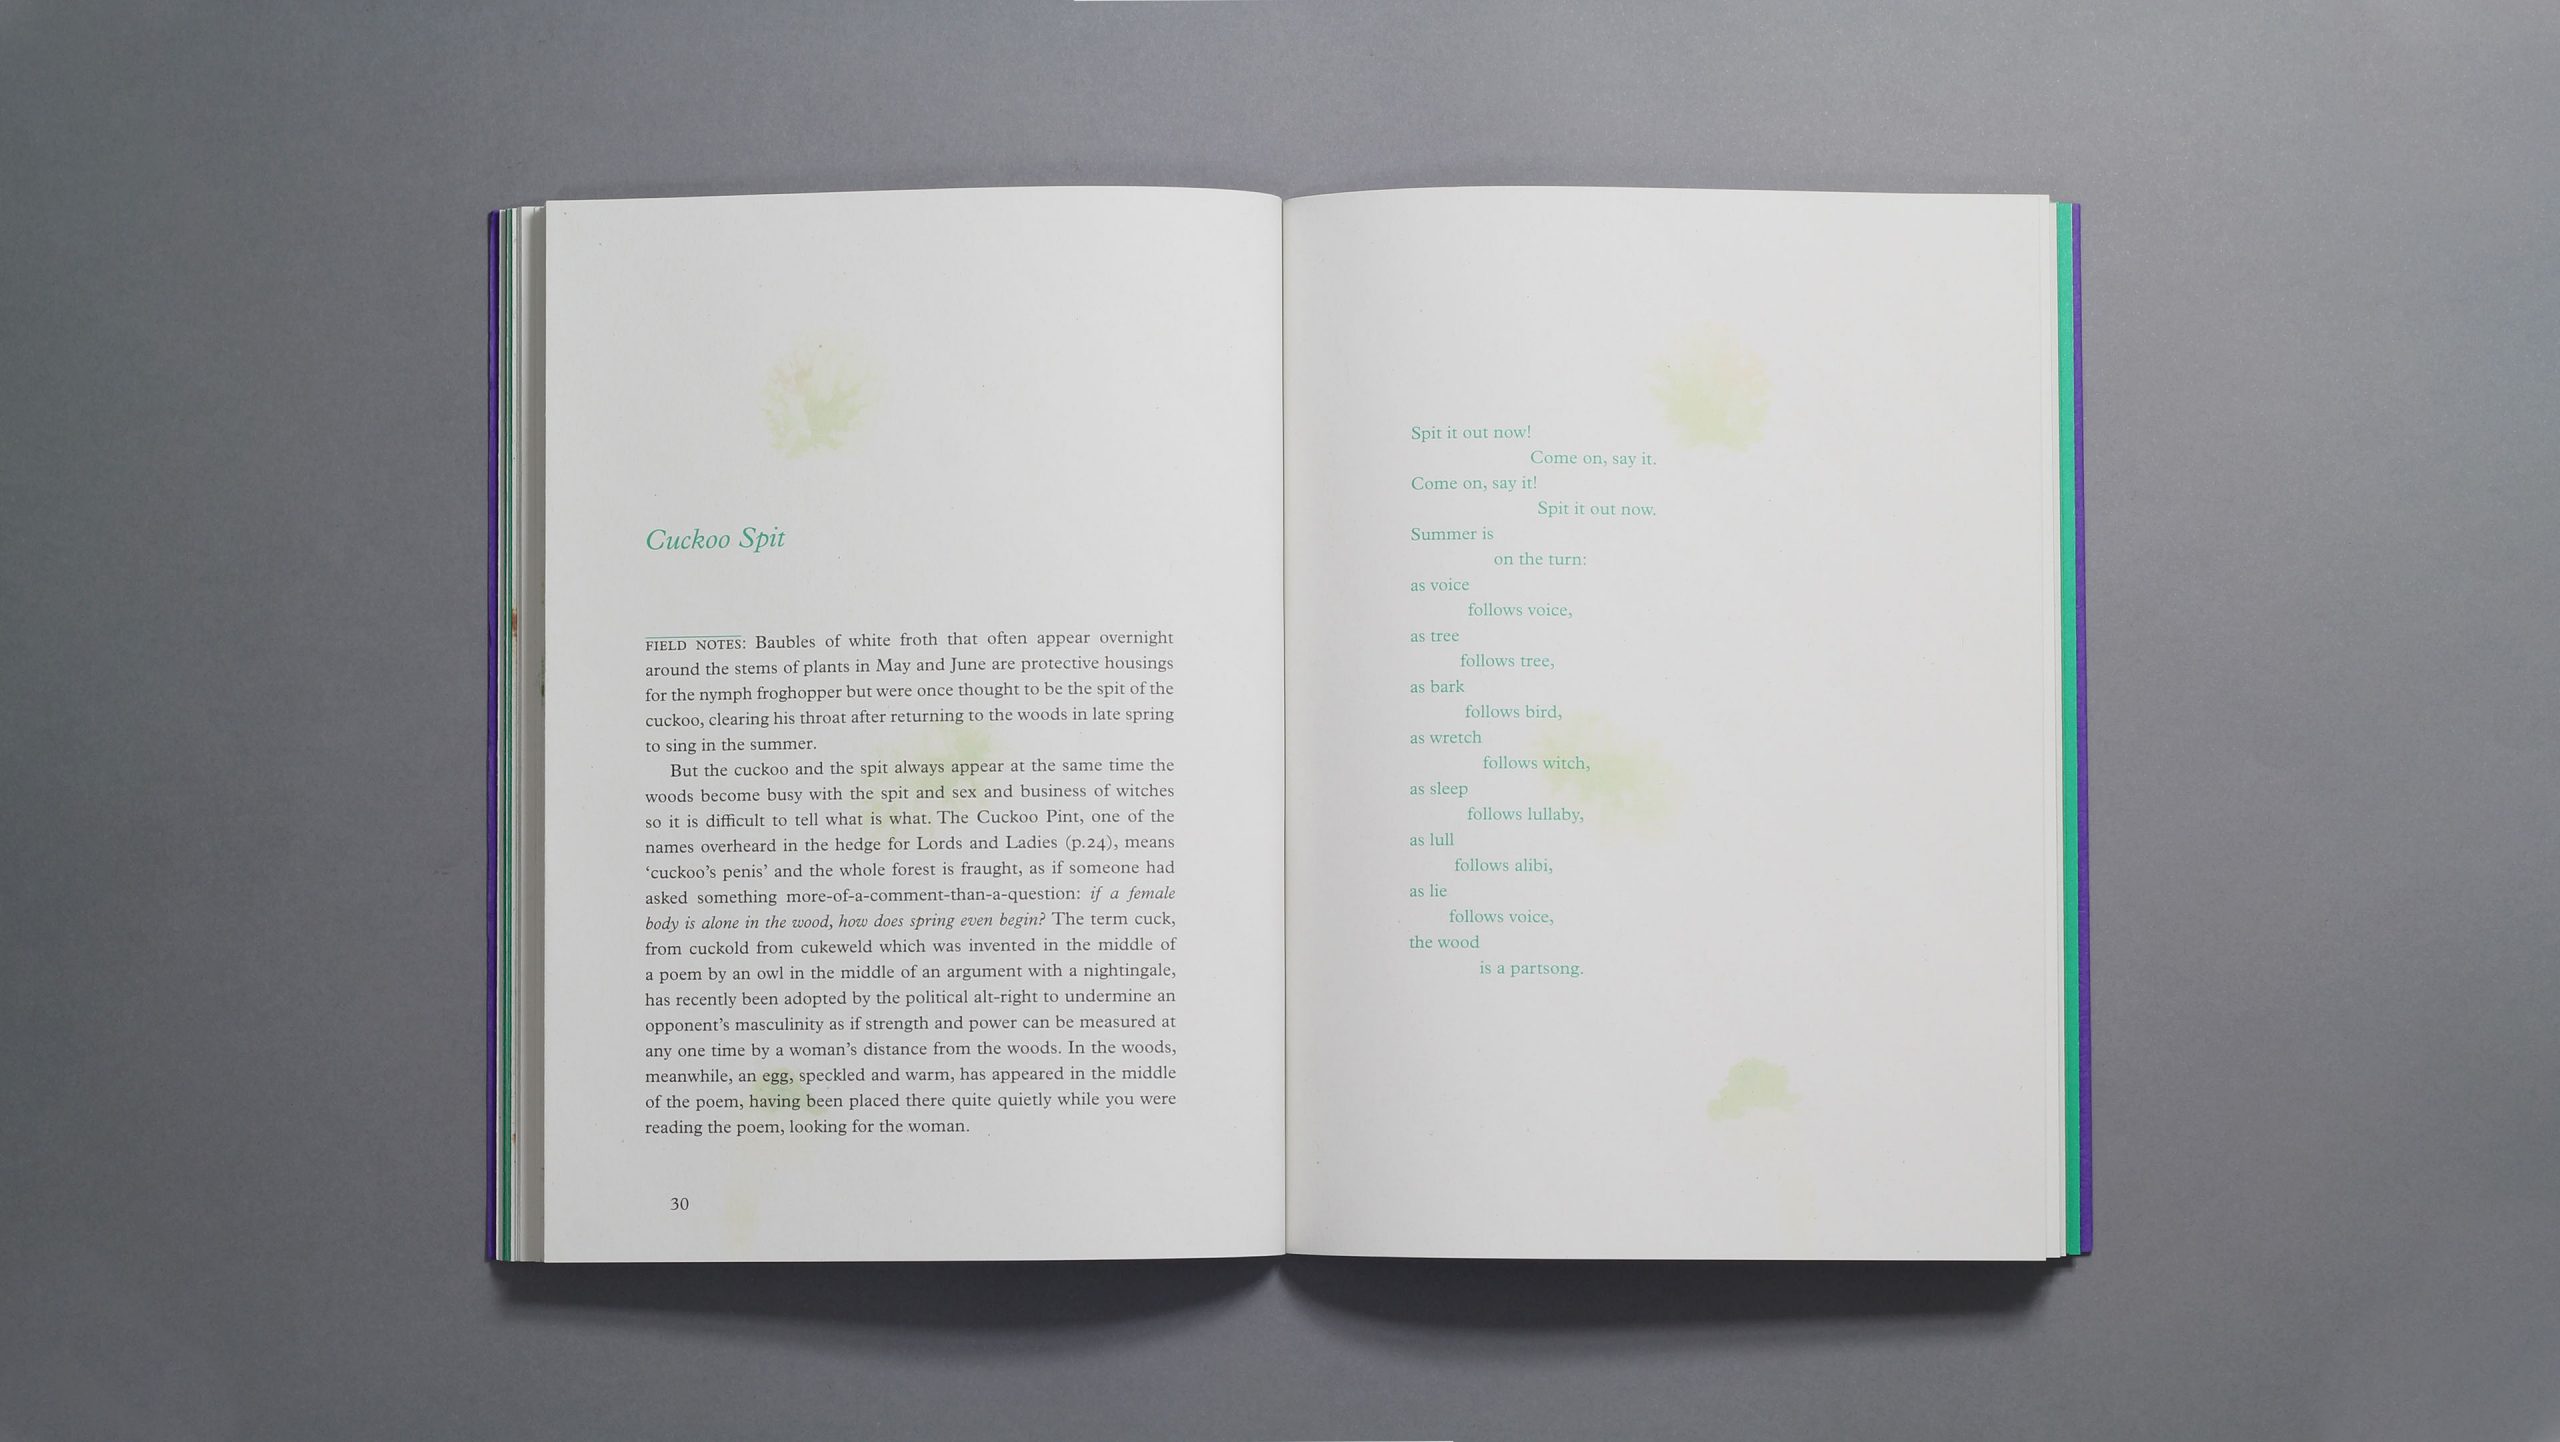 Cuckoo Spit
FIELD NOTES: Baubles of white froth that often appear overnight
around the stems of plants in May and June are protective housings
for the nymph froghopper but were once thought to be the spit of the
cuckoo, clearing his throat after returning to the woods in late spring
to sing in the summer.
But the cuckoo and the spit always appear at the same time the
woods become busy with the spit and sex and business of witches
so it is difficult to tell what is what. The Cuckoo Pint, one of the
names overheard in the hedge for Lords and Ladies (p.24), means
‘cuckoo’s penis’ and the whole forest is fraught, as if someone had
asked something more-of-a-comment-than-a-question: if a female
body is alone in the wood, how does spring even begin? The term cuck,
from cuckold from cukeweld which was invented in the middle of
a poem by an owl in the middle of an argument with a nightingale,
has recently been adopted by the political alt-right to undermine an
opponent’s masculinity as if strength and power can be measured at
any one time by a woman’s distance from the woods. In the woods,
meanwhile, an egg, speckled and warm, has appeared in the middle
of the poem, having been placed there quite quietly while you were
reading the poem, looking for the woman.
30
Spit it out now!
Come on, say it.
Come on, say it!
Spit it out now.
Summer is
on the turn:
as voice
follows voice,
as tree
follows tree,
as bark
follows bird,
as wretch
follows witch,
as sleep
follows lullaby,
as lull
follows alibi,
as lie
follows voice,
the wood
is a partsong.